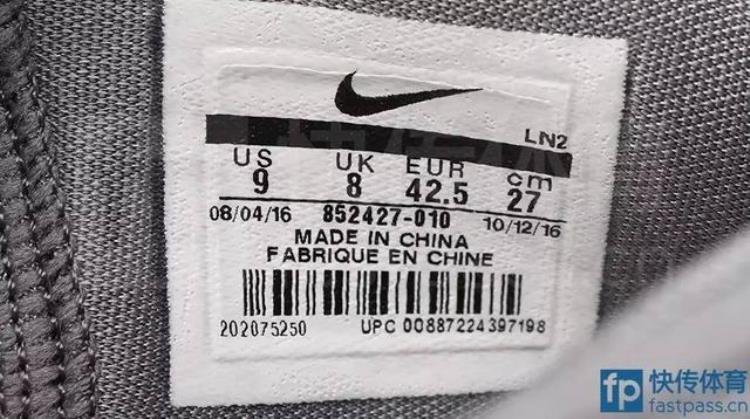 LN2
US UK EUR cm
9 8 42.5 27
08/04/16 852427-010 10/12/16
MADE IN CHINA
FABRIQUE EN CHINE
202075250 UPC 00887224397198
fp 快传体育
fastpass.cn